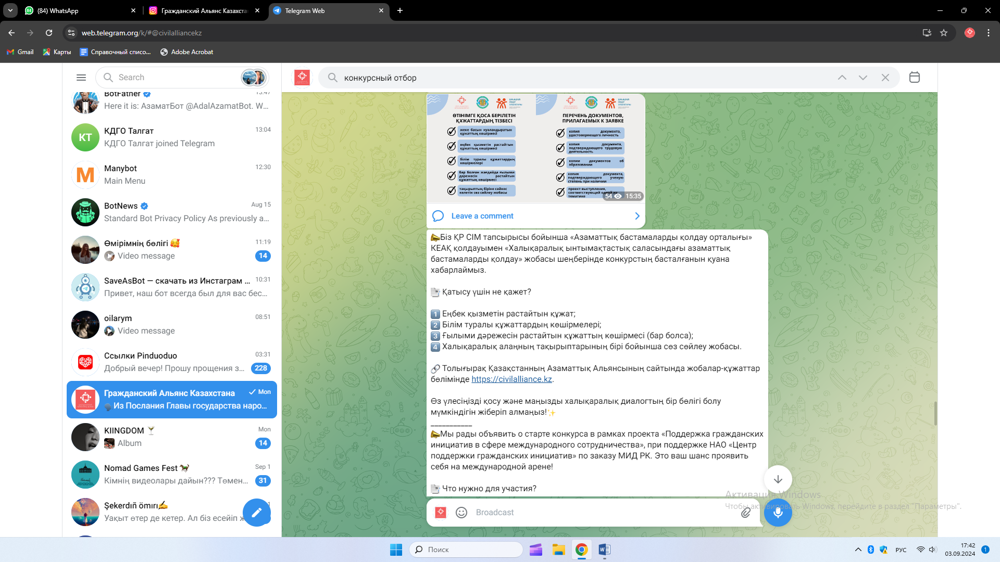 (84) WhatsApp
Гражданский Альянс Казахста
Telegram Web
web.telegram.org/k/#@civilalliancekz
Gmail
Карты
Справочный списо...
Adobe Acrobat
Search
BotFather
13:47
Here it is: АзаматБот @AdalAzamatBot. W...
КТ
КДГО Талгат
13:04
КДГО Талгат joined Telegram
Manybot
12:30
Main Menu
BotNews
Aug 15
Standard Bot Privacy Policy As previously a...
Өмірімнің бөлігі
11:19
Video message
14
SaveAsBot — скачать из Инстаграм ...
10:31
Привет, наш бот всегда был для вас бес...
oilarym
08:51
Video message
Ссылки Pinduoduo
03:31
Добрый вечер! Прошу прощения з...
228
Гражданский Альянс Казахстана
Mon
Из Послания Главы государства наро...
KIINGDOM
Mon
Album
14
Nomad Games Fest
Sep 1
Кімнің видеолары дайын??? Төмен...
31
Şekerdıñ ömırı
Уақыт өтер де кетер. Ал біз есейіп ж
конкурсный отбор
ӨТІНІМГЕ ҚОСА БЕРІЛЕТІН
ҚҰЖАТТАРДЫҢ ТІЗБЕСІ
жеке басын куәландыратын
құжаттың көшірмесі
еңбек қызметін растайтын
құжаттың көшірмесі
білім туралы құжаттардың
көшірмелері
бар болған жағдайда ғылыми
дәрежесін растайтын
құжаттың көшірмесі
тақырыптың біріне сәйкес
келетін сөз сөйлеу жобасы
ПЕРЕЧЕНЬ ДОКУМЕНТОВ,
ПРИЛАГАЕМЫХ К ЗАЯВКЕ
копия документа,
удостоверяющего личность
копия документа,
подтверждающего трудовую
деятельность
копии документов об
образовании
копия документа,
подтверждающего ученую
степень при наличии
проект выступления,
соответствующей одной из
тематике
54 15:35
Leave a comment
Біз ҚР СІМ тапсырысы бойынша «Азаматтық бастамаларды қолдау орталығы»
КЕАҚ қолдауымен «Халықаралық ынтымақтастық саласындағы азаматтық
бастамаларды қолдау» жобасы шеңберінде конкурстың басталғанын қуана
хабарлаймыз.
Қатысу үшін не қажет?
1 Еңбек қызметін растайтын құжат;
2 Білім туралы құжаттардың көшірмелері;
3 Ғылыми дәрежесін растайтын құжаттың көшірмесі (бар болса);
4 Халықаралық алаңның тақырыптарының бірі бойынша сөз сөйлеу жобасы.
Толығырақ Қазақстанның Азаматтық Альянсының сайтында жобалар-құжаттар
бөлімінде https://civilalliance.kz.
Өз үлесіңізді қосу және маңызды халықаралық диалогтың бір бөлігі болу
мүмкіндігін жіберіп алмаңыз!
___________
Мы рады объявить о старте конкурса в рамках проекта «Поддержка гражданских
инициатив в сфере международного сотрудничества», при поддержке НАО «Центр
поддержки гражданских инициатив» по заказу МИД РК. Это ваш шанс проявить
себя на международной арене!
Что нужно для участия?
Broadcast
Активация Windows
Чтобы активировать Windows, перейдите в раздел "Параметры".
Поиск
РУС
17:42
03.09.2024
1